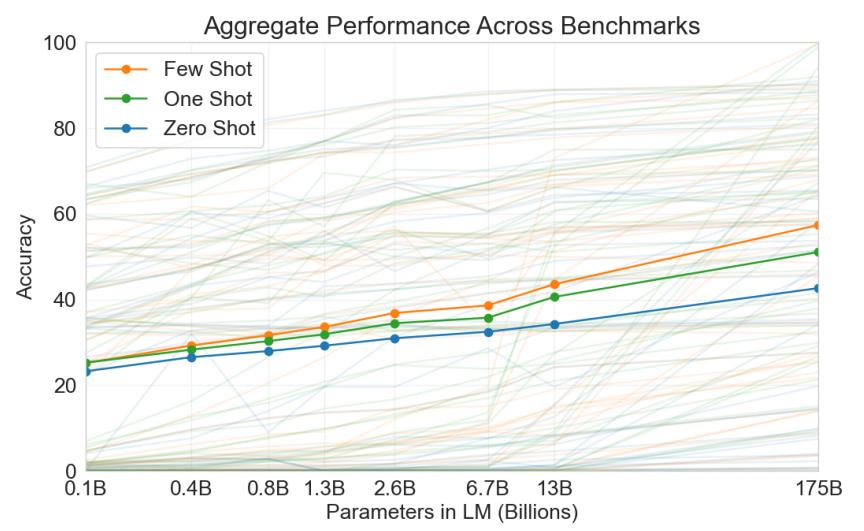 Aggregate Performance Across Benchmarks
100
80
60
40
20
0
Accuracy
Few Shot
One Shot
Zero Shot
0.1B 0.4B 0.8B 1.3B 2.6B 6.7B 13B 175B
Parameters in LM (Billions)